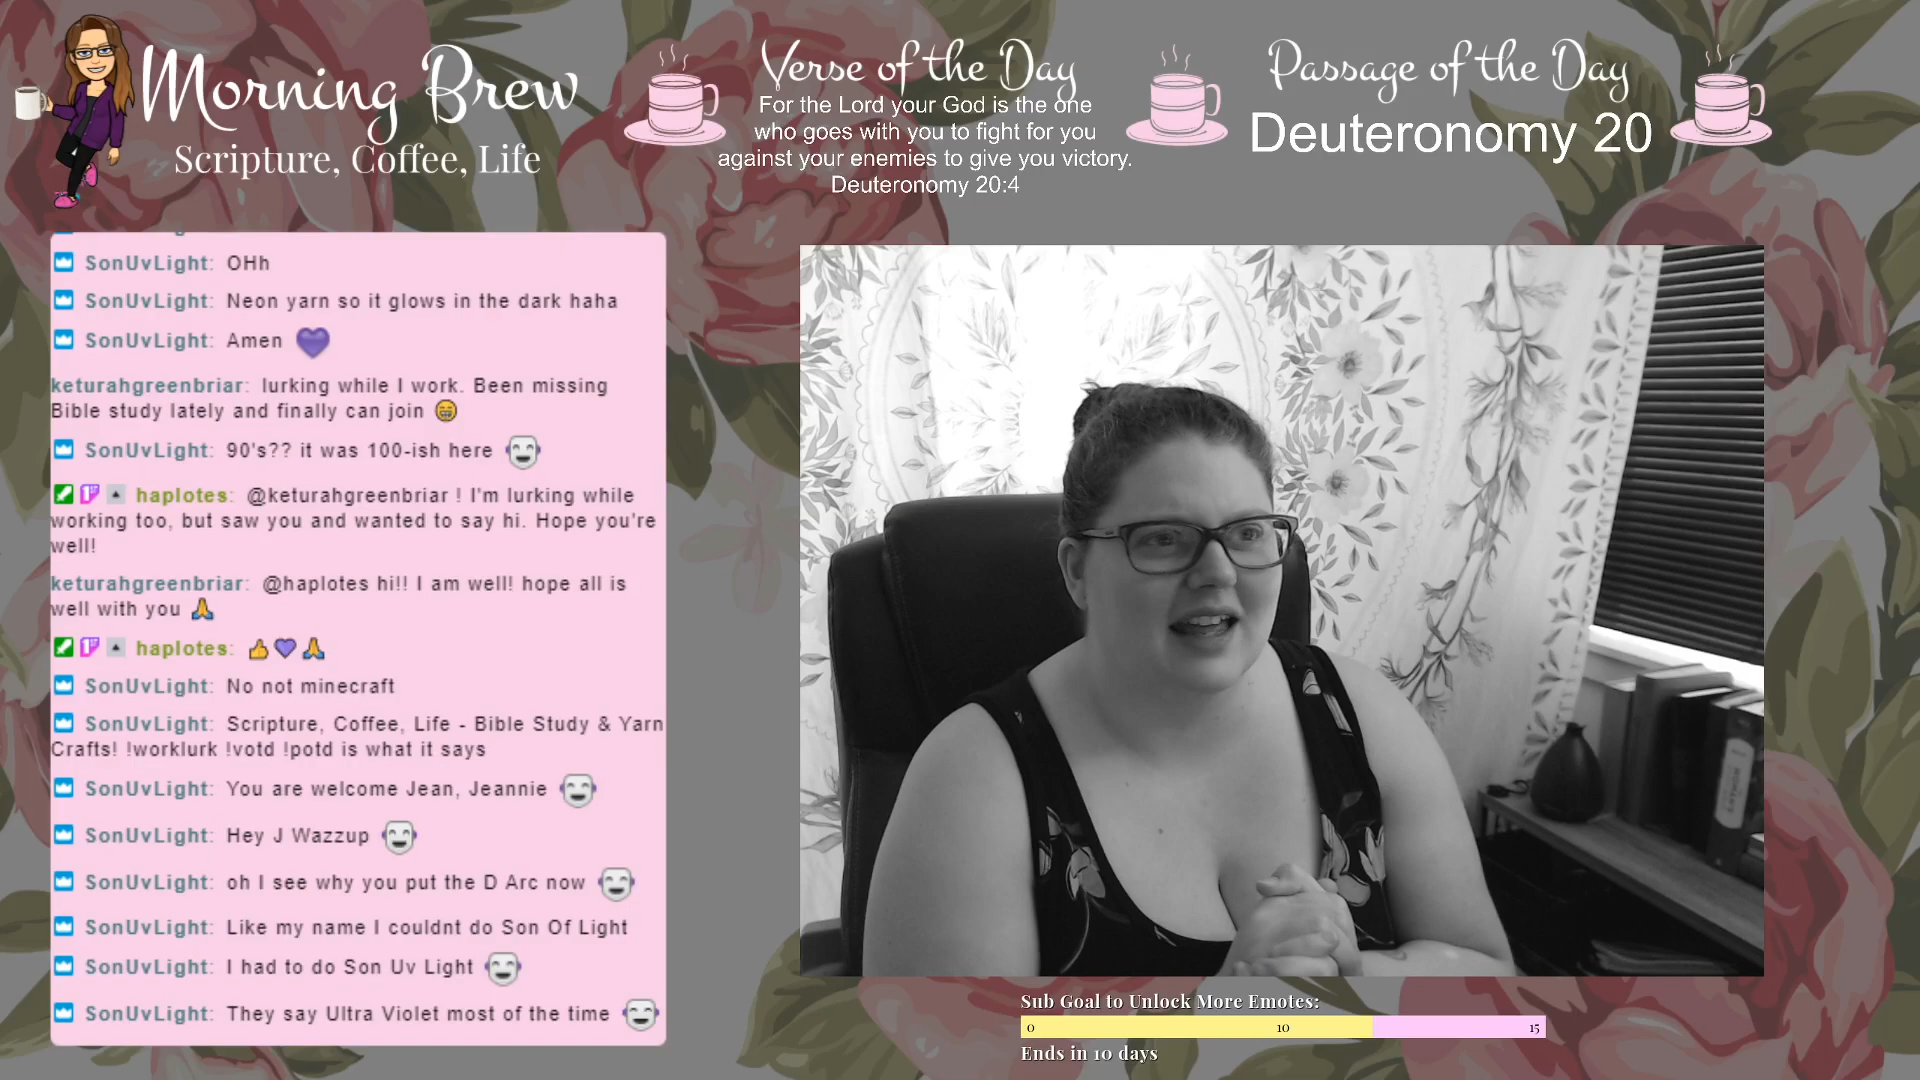 Morning Brew
Scripture, Coffee, Life
Verse of the Day
For the Lord your God is the one
who goes with you to fight for you
against your enemies to give you victory.
Deuteronomy 20:4
Passage of the Day
Deuteronomy 20
SonUvLight: OHh
SonUvLight: Neon yarn so it glows in the dark haha
SonUvLight: Amen 💜
keturahgreenbriar: lurking while I work. Been missing
Bible study lately and finally can join 😁
SonUvLight: 90's?? it was 100-ish here
haplotes: @keturahgreenbriar ! I'm lurking while
working too, but saw you and wanted to say hi. Hope you're
well!
keturahgreenbriar: @haplotes hi!! I am well! hope all is
well with you 🙏
haplotes: 👍💜🙏
SonUvLight: No not minecraft
SonUvLight: Scripture, Coffee, Life - Bible Study & Yarn
Crafts! !worklurk !votd !potd is what it says
SonUvLight: You are welcome Jean, Jeannie
SonUvLight: Hey J Wazzup
SonUvLight: oh I see why you put the D Arc now
SonUvLight: Like my name I couldnt do Son Of Light
SonUvLight: I had to do Son Uv Light
SonUvLight: They say Ultra Violet most of the time
Sub Goal to Unlock More Emotes:
0 10 15
Ends in 10 days